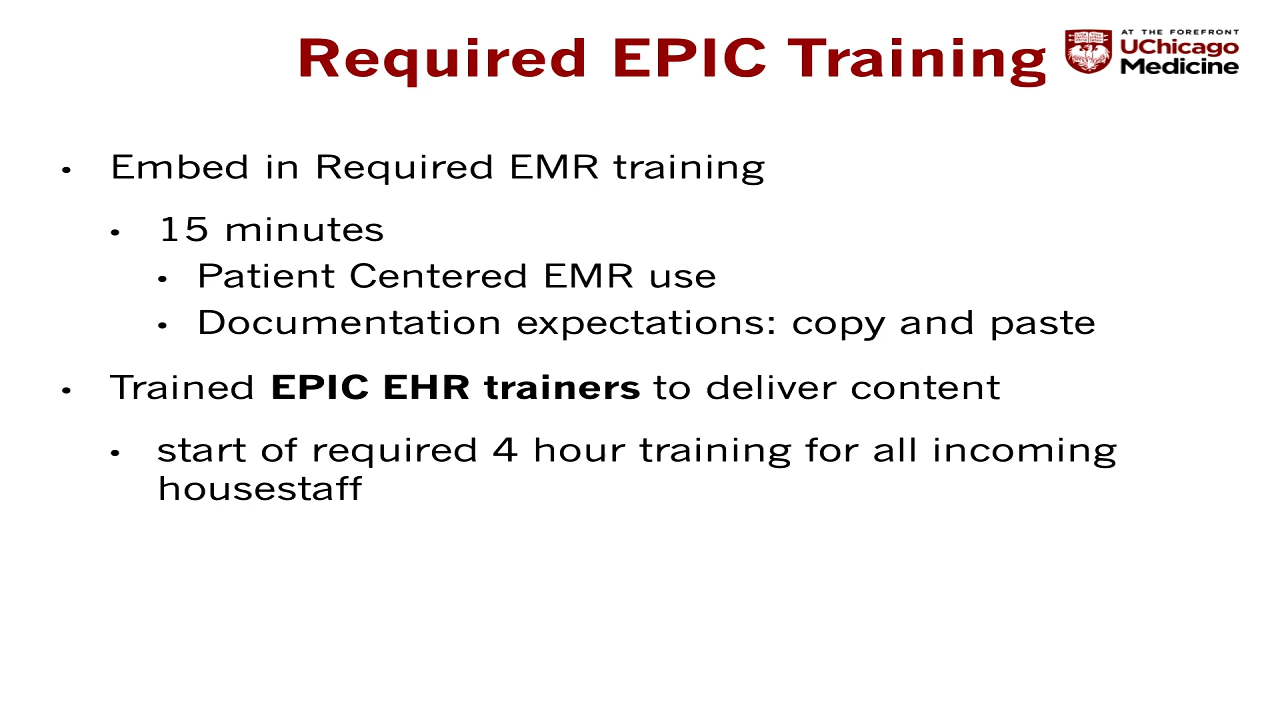 Required EPIC Training
AT THE FOREFRONT
UChicago
Medicine
• Embed in Required EMR training
• 15 minutes
• Patient Centered EMR use
• Documentation expectations: copy and paste
• Trained EPIC EHR trainers to deliver content
• start of required 4 hour training for all incoming
housestaff